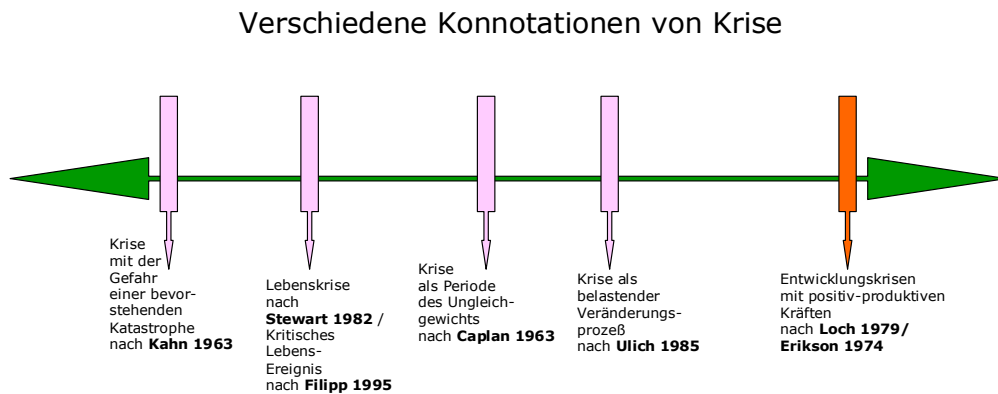 Verschiedene Konnotationen von Krise
Krise
mit der
Gefahr
einer bevor-
stehenden
Katastrophe
nach Kahn 1963
Lebenskrise
nach
Stewart 1982 /
Kritisches
Lebens-
Ereignis
nach Filipp 1995
Krise
als Periode
des Ungleich-
gewichts
nach Caplan 1963
Krise als
belastender
Veränderungs-
prozeß
nach Ulich 1985
Entwicklungskrisen
mit positiv-produktiven
Kräften
nach Loch 1979/
Erikson 1974